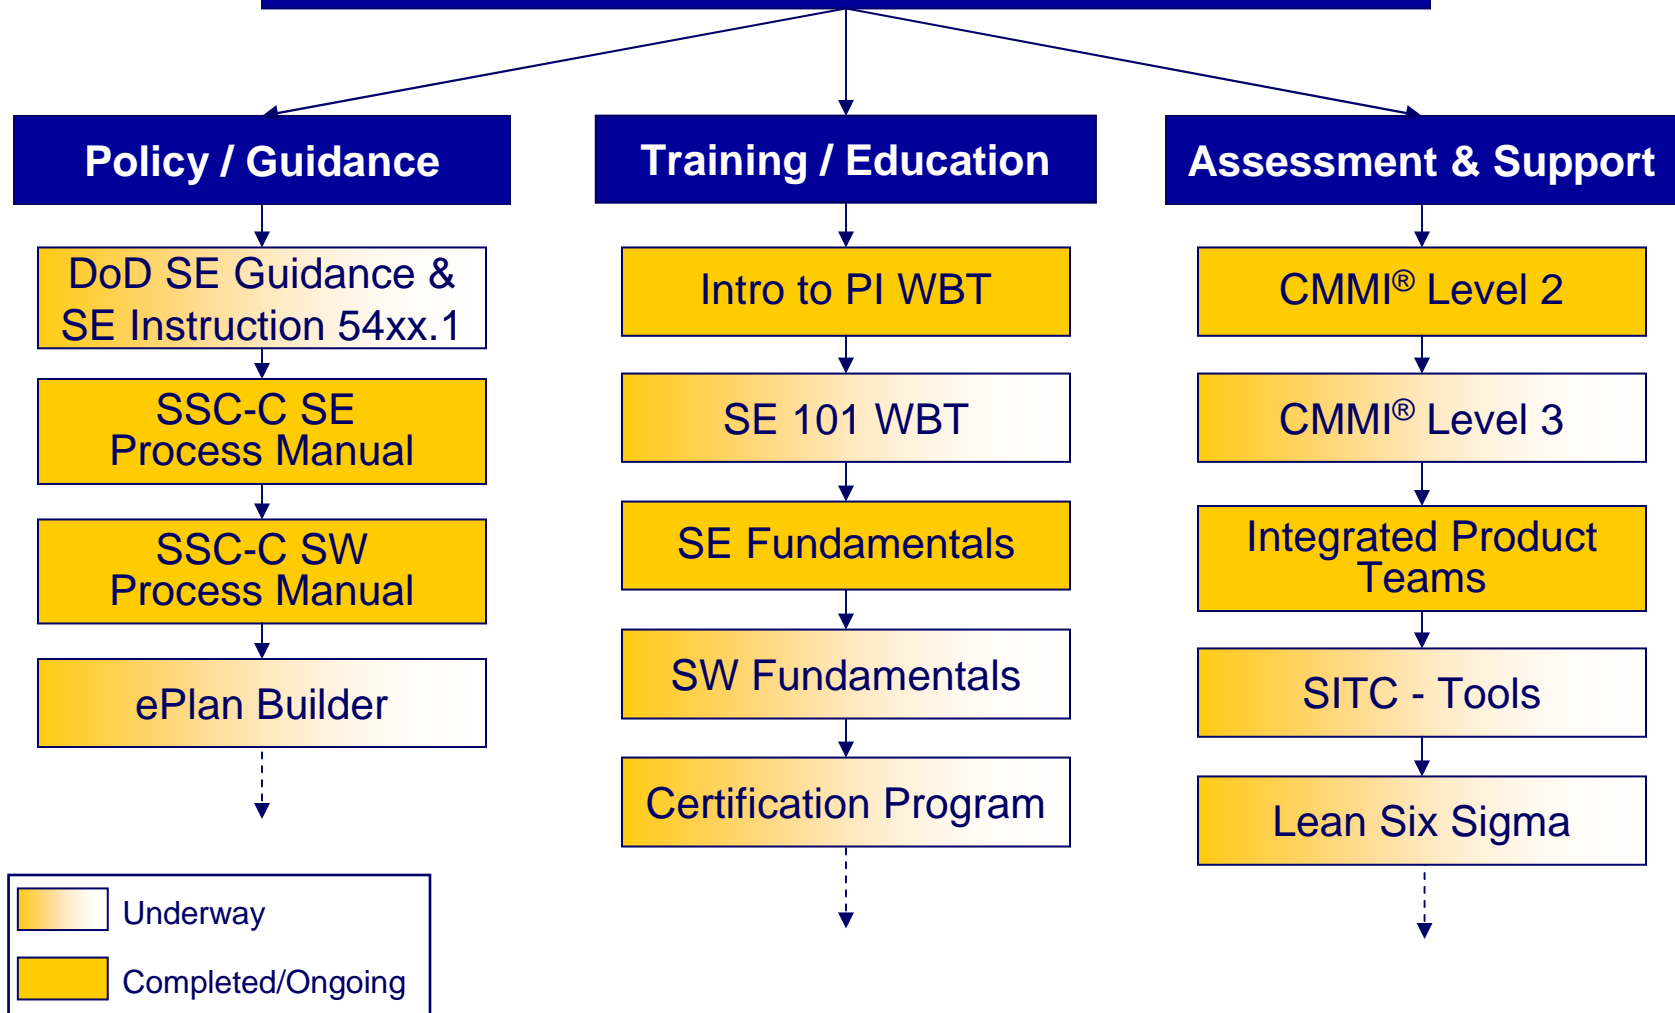 Policy / Guidance
Training / Education
Assessment & Support
DoD SE Guidance &
SE Instruction 54xx.1
SSC-C SE
Process Manual
SSC-C SW
Process Manual
ePlan Builder
Intro to PI WBT
SE 101 WBT
SE Fundamentals
SW Fundamentals
Certification Program
CMMI® Level 2
CMMI® Level 3
Integrated Product
Teams
SITC - Tools
Lean Six Sigma
Underway
Completed/Ongoing